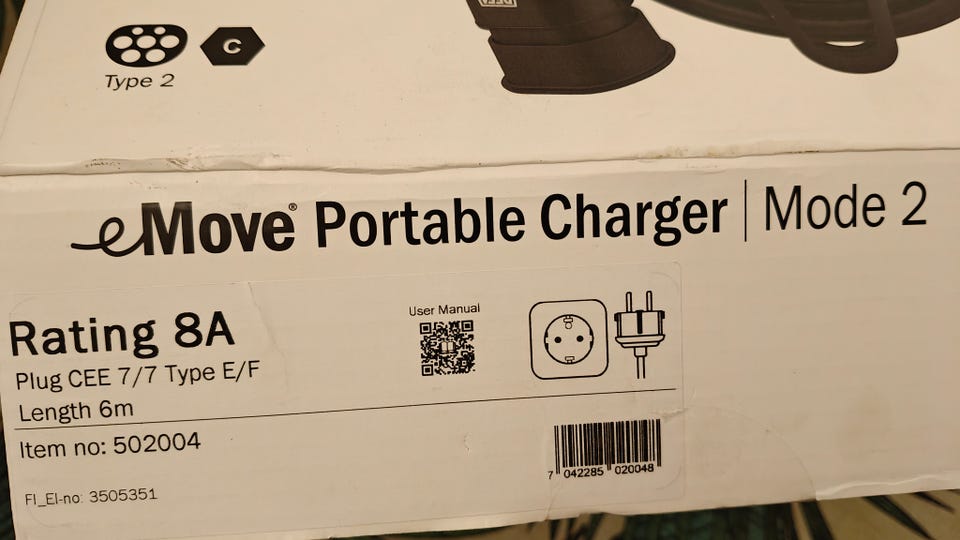 DEFA
C
Type 2
eMove® Portable Charger | Mode 2
Rating 8A
Plug CEE 7/7 Type E/F
Length 6m
User Manual
Item no: 502004
FI_El-no: 3505351
7 042285 020048